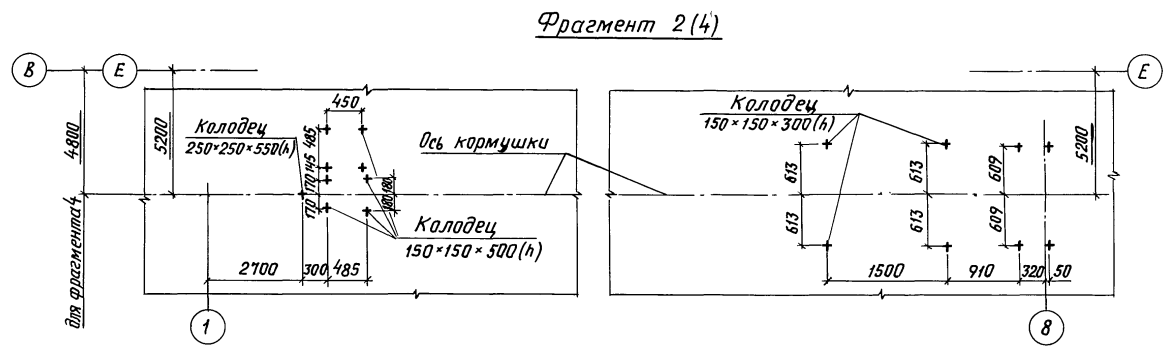 Фрагмент 2(4)
В
Е
Е
4800
5200
для фрагмента 4
Колодец
250×250×550(h)
450
485
145
170
170
180
180
Колодец
150×150×500(h)
2700
300
485
1
Ось кормушки
Колодец
150×150×300(h)
613
613
613
613
609
609
5200
1500
910
320
50
8